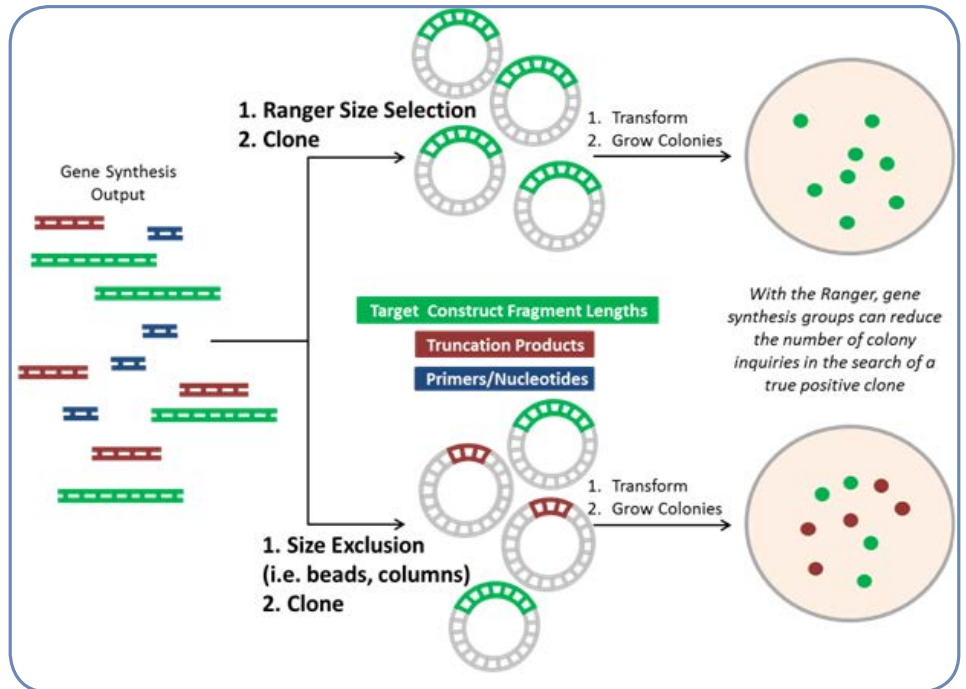 Gene Synthesis
Output
1. Ranger Size Selection
2. Clone
1. Transform
2. Grow Colonies
Target Construct Fragment Lengths
Truncation Products
Primers/Nucleotides
With the Ranger, gene
synthesis groups can reduce
the number of colony
inquiries in the search of a
true positive clone
1. Size Exclusion
(i.e. beads, columns)
2. Clone
1. Transform
2. Grow Colonies